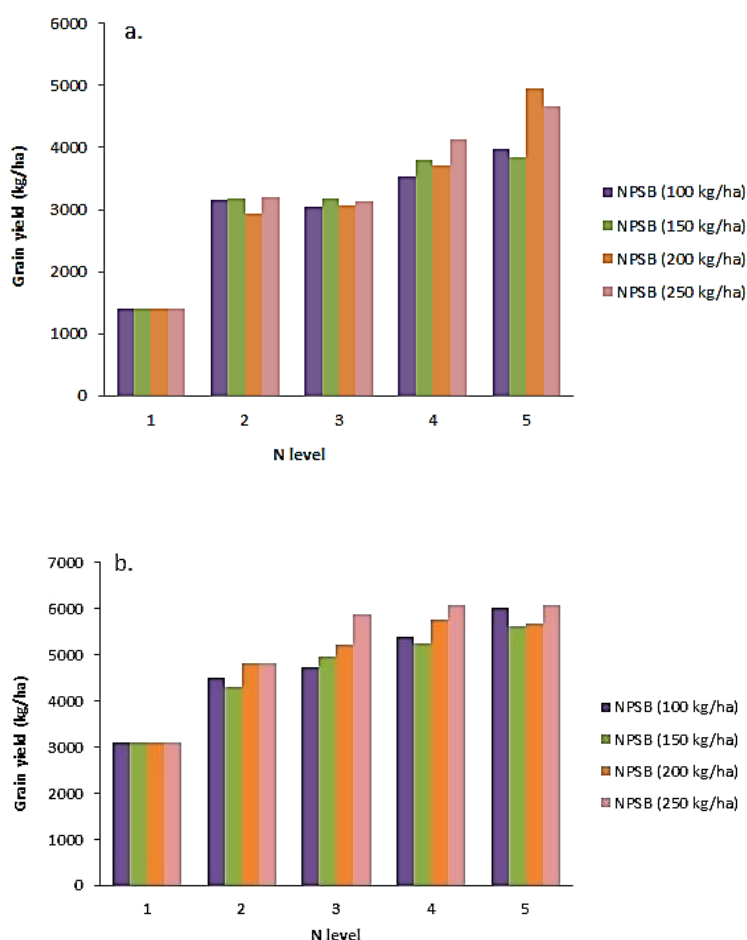 a.
6000
5000
4000
3000
2000
1000
0
Grain yield (kg/ha)
1 2 3 4 5
N level
NPSB (100 kg/ha)
NPSB (150 kg/ha)
NPSB (200 kg/ha)
NPSB (250 kg/ha)
b.
7000
6000
5000
4000
3000
2000
1000
0
Grain yield (kg/ha)
1 2 3 4 5
N level
NPSB (100 kg/ha)
NPSB (150 kg/ha)
NPSB (200 kg/ha)
NPSB (250 kg/ha)